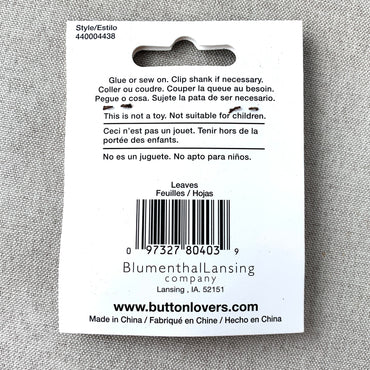 Style/Estilo
440004438
Glue or sew on. Clip shank if necessary.
Coller ou coudre. Couper la queue au besoin.
Pegue o cosa. Sujete la pata de ser necesario.
This is not a toy. Not suitable for children.
Ceci n'est pas un jouet. Tenir hors de la
portée des enfants.
No es un juguete. No apto para niños.
Leaves
Feuilles / Hojas
0 97327 80403 9
BlumenthalLansing
company
Lansing , IA. 52151
www.buttonlovers.com
Made in China / Fabriqué en Chine / Hecho en China